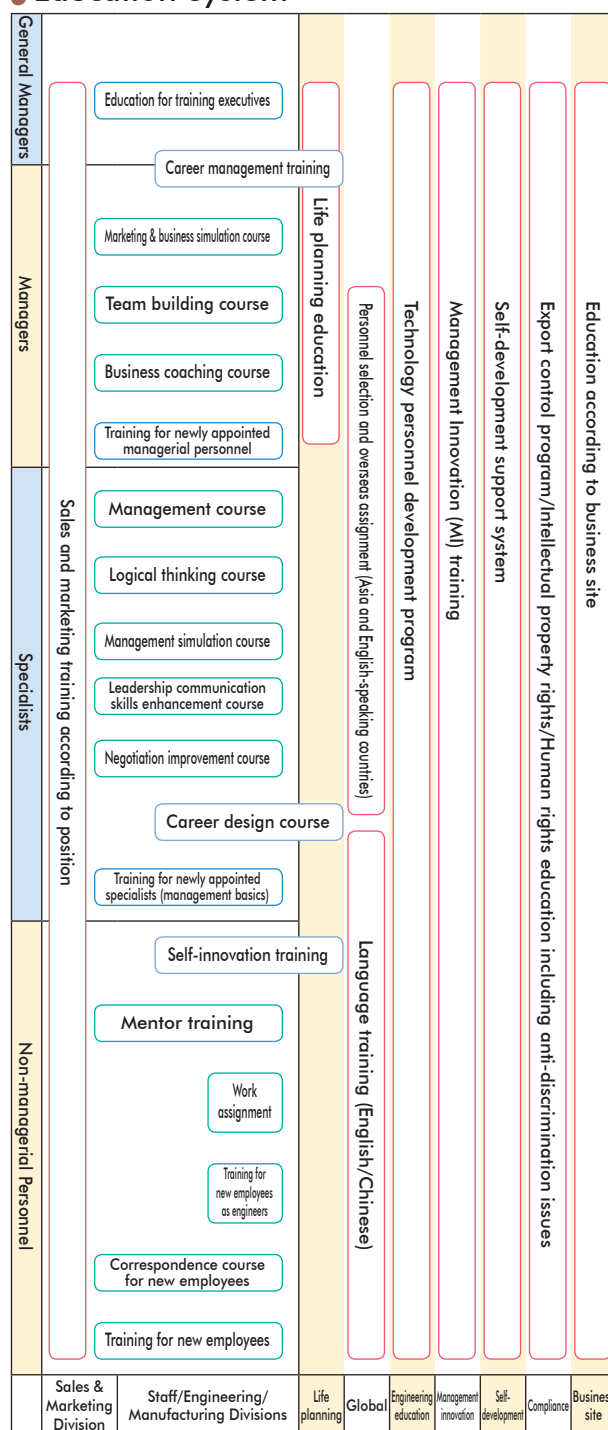 General Managers
Education for training executives
Career management training
Managers
Marketing & business simulation course
Team building course
Business coaching course
Training for newly appointed
managerial personnel
Specialists
Management course
Logical thinking course
Management simulation course
Leadership communication
skills enhancement course
Negotiation improvement course
Career design course
Training for newly appointed
specialists (management basics)
Non-managerial Personnel
Self-innovation training
Mentor training
Work
assignment
Training for
new employees
as engineers
Correspondence course
for new employees
Training for new employees
Sales and marketing training according to position
Life planning education
Personnel selection and overseas assignment (Asia and English-speaking countries)
Language training (English/Chinese)
Technology personnel development program
Management Innovation (MI) training
Self-development support system
Export control program/Intellectual property rights/Human rights education including anti-discrimination issues
Education according to business site
Sales &
Marketing
Division
Staff/Engineering/
Manufacturing Divisions
Life
planning
Global
Engineering
education
Management
innovation
Self-
development
Compliance
Business
site